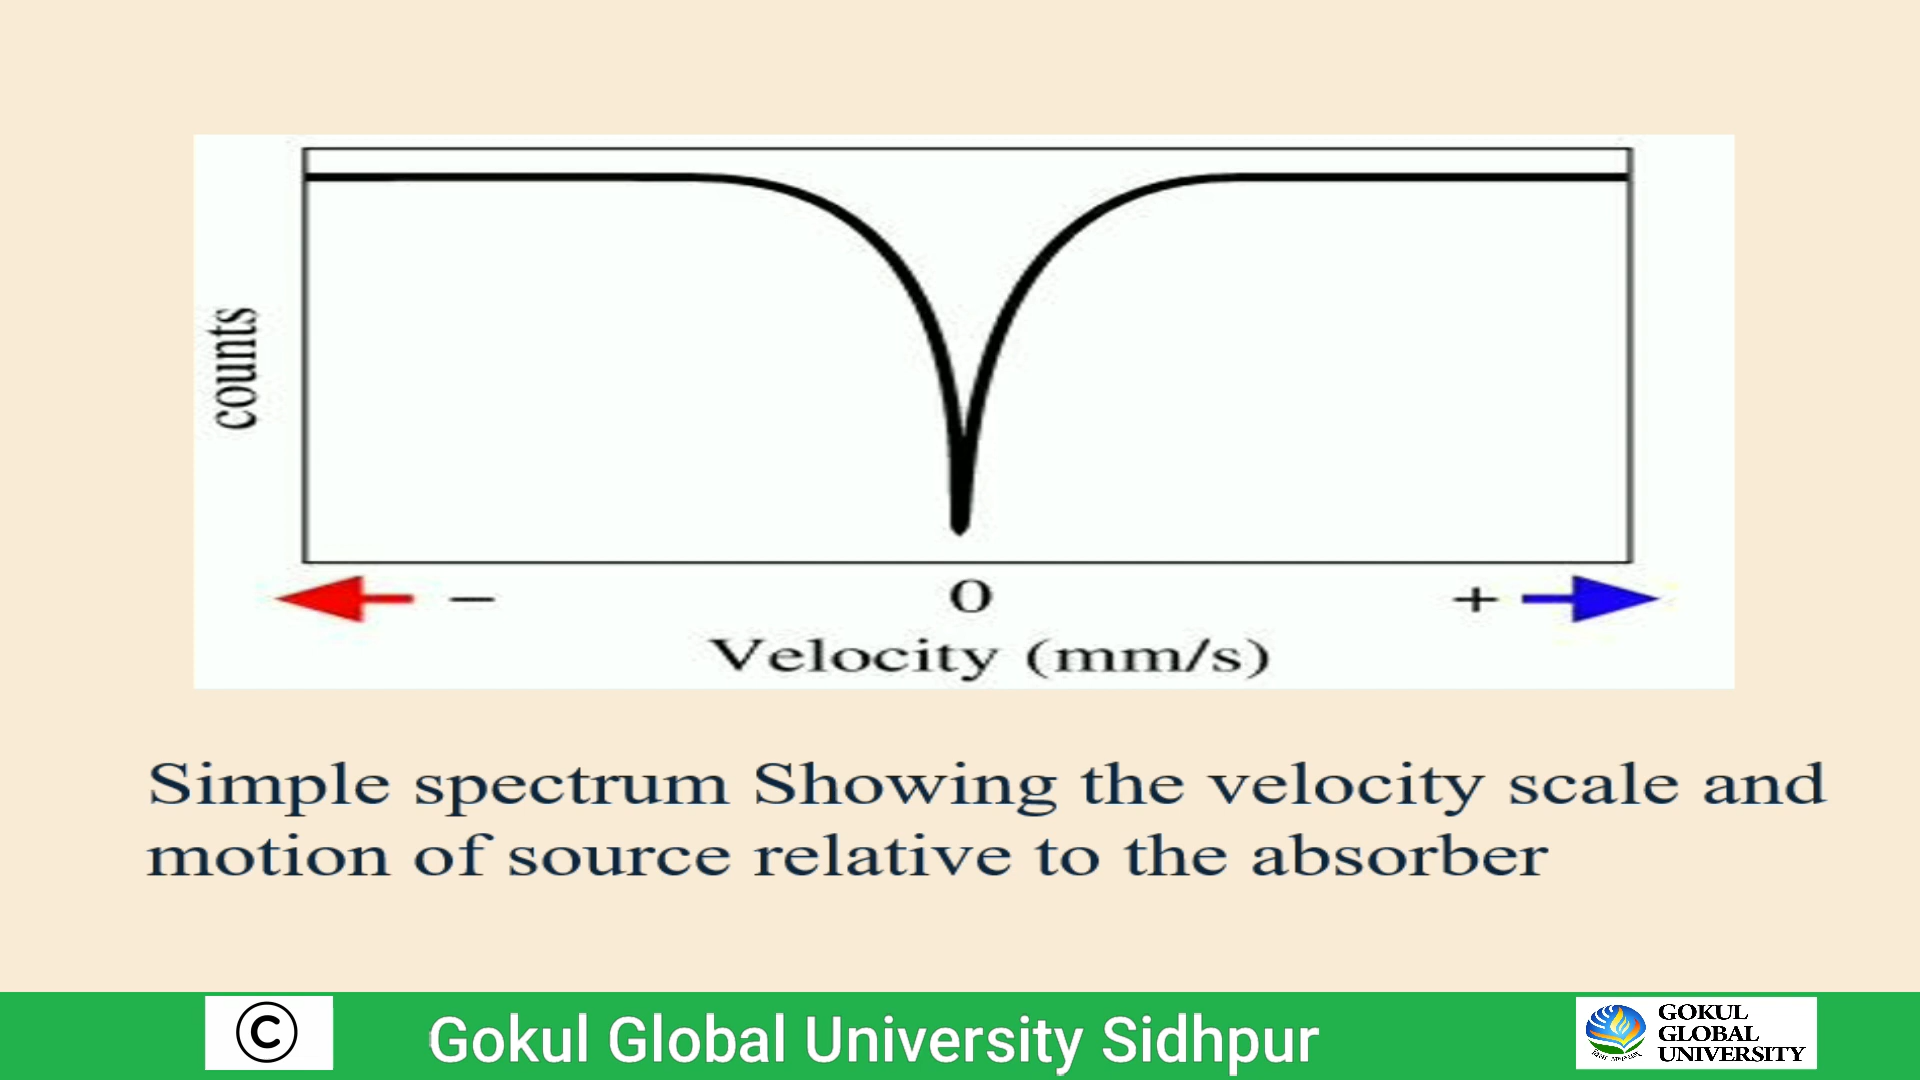 counts
− 0 +
Velocity (mm/s)
Simple spectrum Showing the velocity scale and
motion of source relative to the absorber
© Gokul Global University Sidhpur
GOKUL
GLOBAL
UNIVERSITY